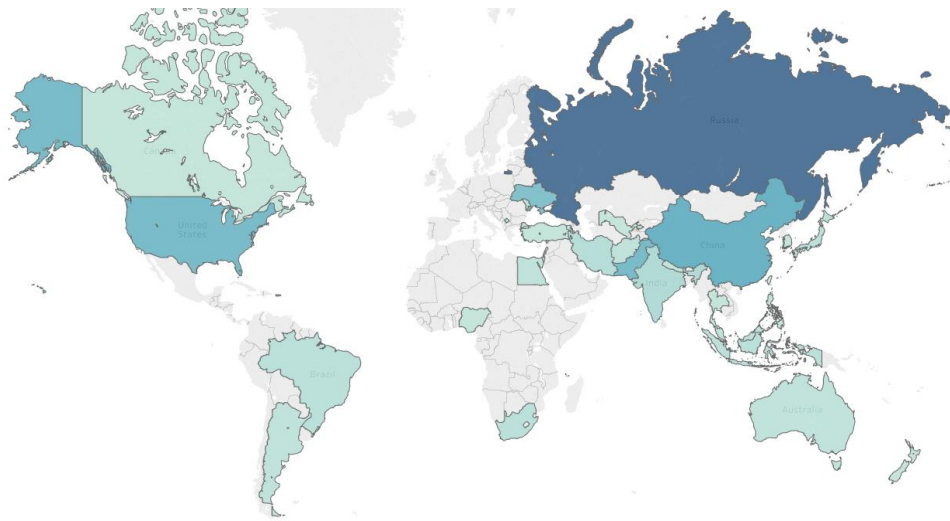 Russia
Canada
United
States
China
India
Brazil
Australia